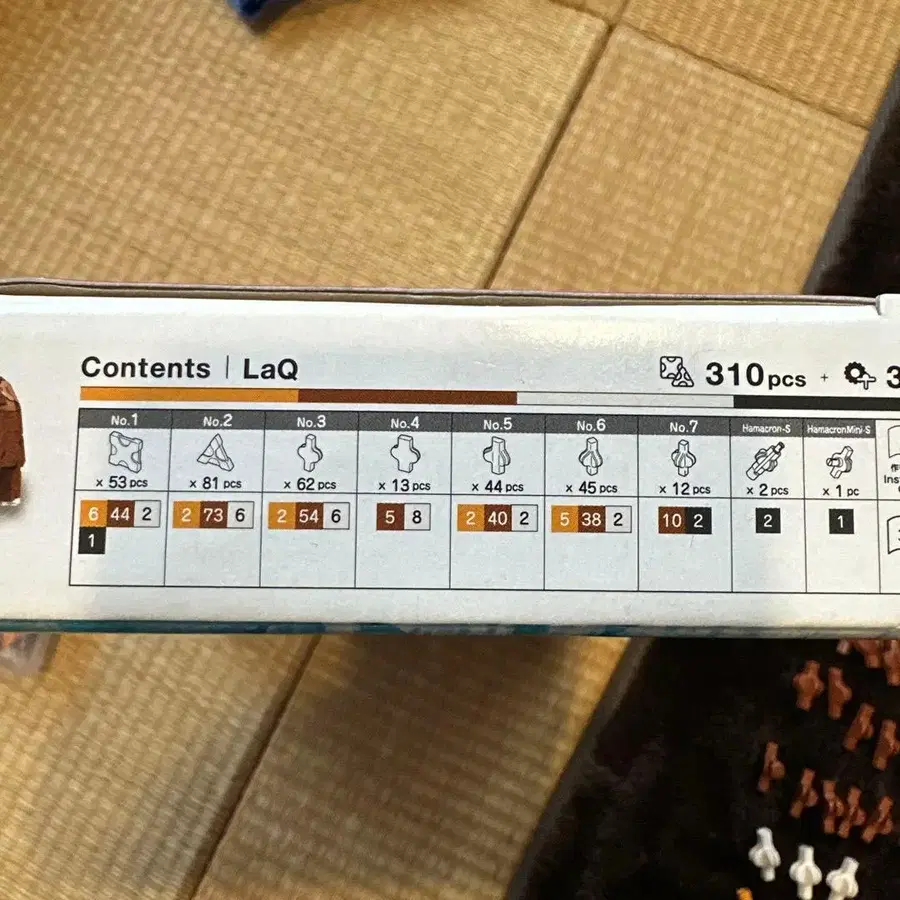 Contents | LaQ
310pcs + 3
No.1 No.2 No.3 No.4 No.5 No.6 No.7 Hamacron-S HamacronMini-S
x 53 pcs x 81 pcs x 62 pcs x 13 pcs x 44 pcs x 45 pcs x 12 pcs x 2 pcs x 1 pc
6 44 2 2 73 6 2 54 6 5 8 2 40 2 5 38 2 10 2 2 1
1